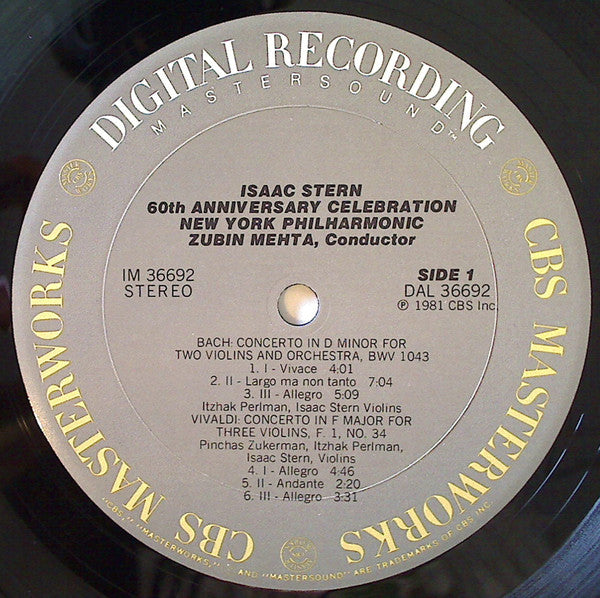 DIGITAL RECORDING
MASTERSOUND™
ISAAC STERN
60th ANNIVERSARY CELEBRATION
NEW YORK PHILHARMONIC
ZUBIN MEHTA, Conductor
IM 36692
STEREO
SIDE 1
DAL 36692
℗ 1981 CBS Inc.
BACH: CONCERTO IN D MINOR FOR
TWO VIOLINS AND ORCHESTRA, BWV 1043
1. I - Vivace 4:01
2. II - Largo ma non tanto 7:04
3. III - Allegro 5:09
Itzhak Perlman, Isaac Stern Violins
VIVALDI: CONCERTO IN F MAJOR FOR
THREE VIOLINS, F. 1, NO. 34
Pinchas Zukerman, Itzhak Perlman,
Isaac Stern, Violins
4. I - Allegro 4:46
5. II - Andante 2:20
6. III - Allegro 3:31
CBS MASTERWORKS
CBS MASTERWORKS
CBS MASTERWORKS
"CBS," "MASTERWORKS," AND "MASTERSOUND" ARE TRADEMARKS OF CBS INC.